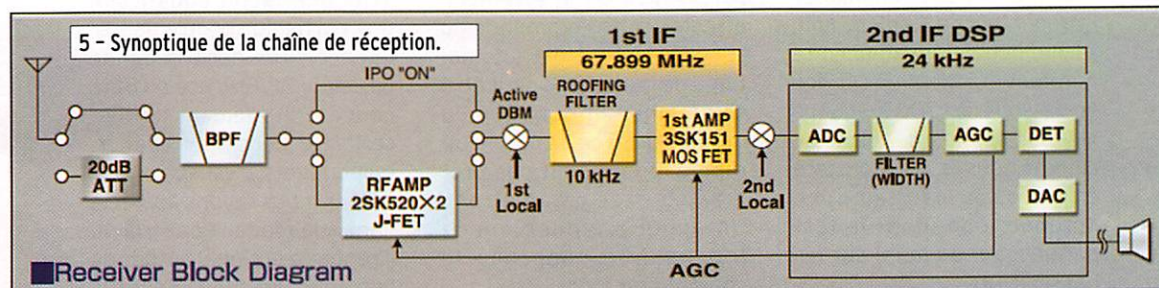 5 – Synoptique de la chaîne de réception.
1st IF
67.899 MHz
2nd IF DSP
24 kHz
IPO "ON"
Active
DBM
ROOFING
FILTER
BPF
1st AMP
3SK151
MOS FET
ADC
AGC
DET
FILTER
(WIDTH)
20dB
ATT
10 kHz
RFAMP
2SK520×2
J-FET
1st
Local
2nd
Local
DAC
AGC
■Receiver Block Diagram